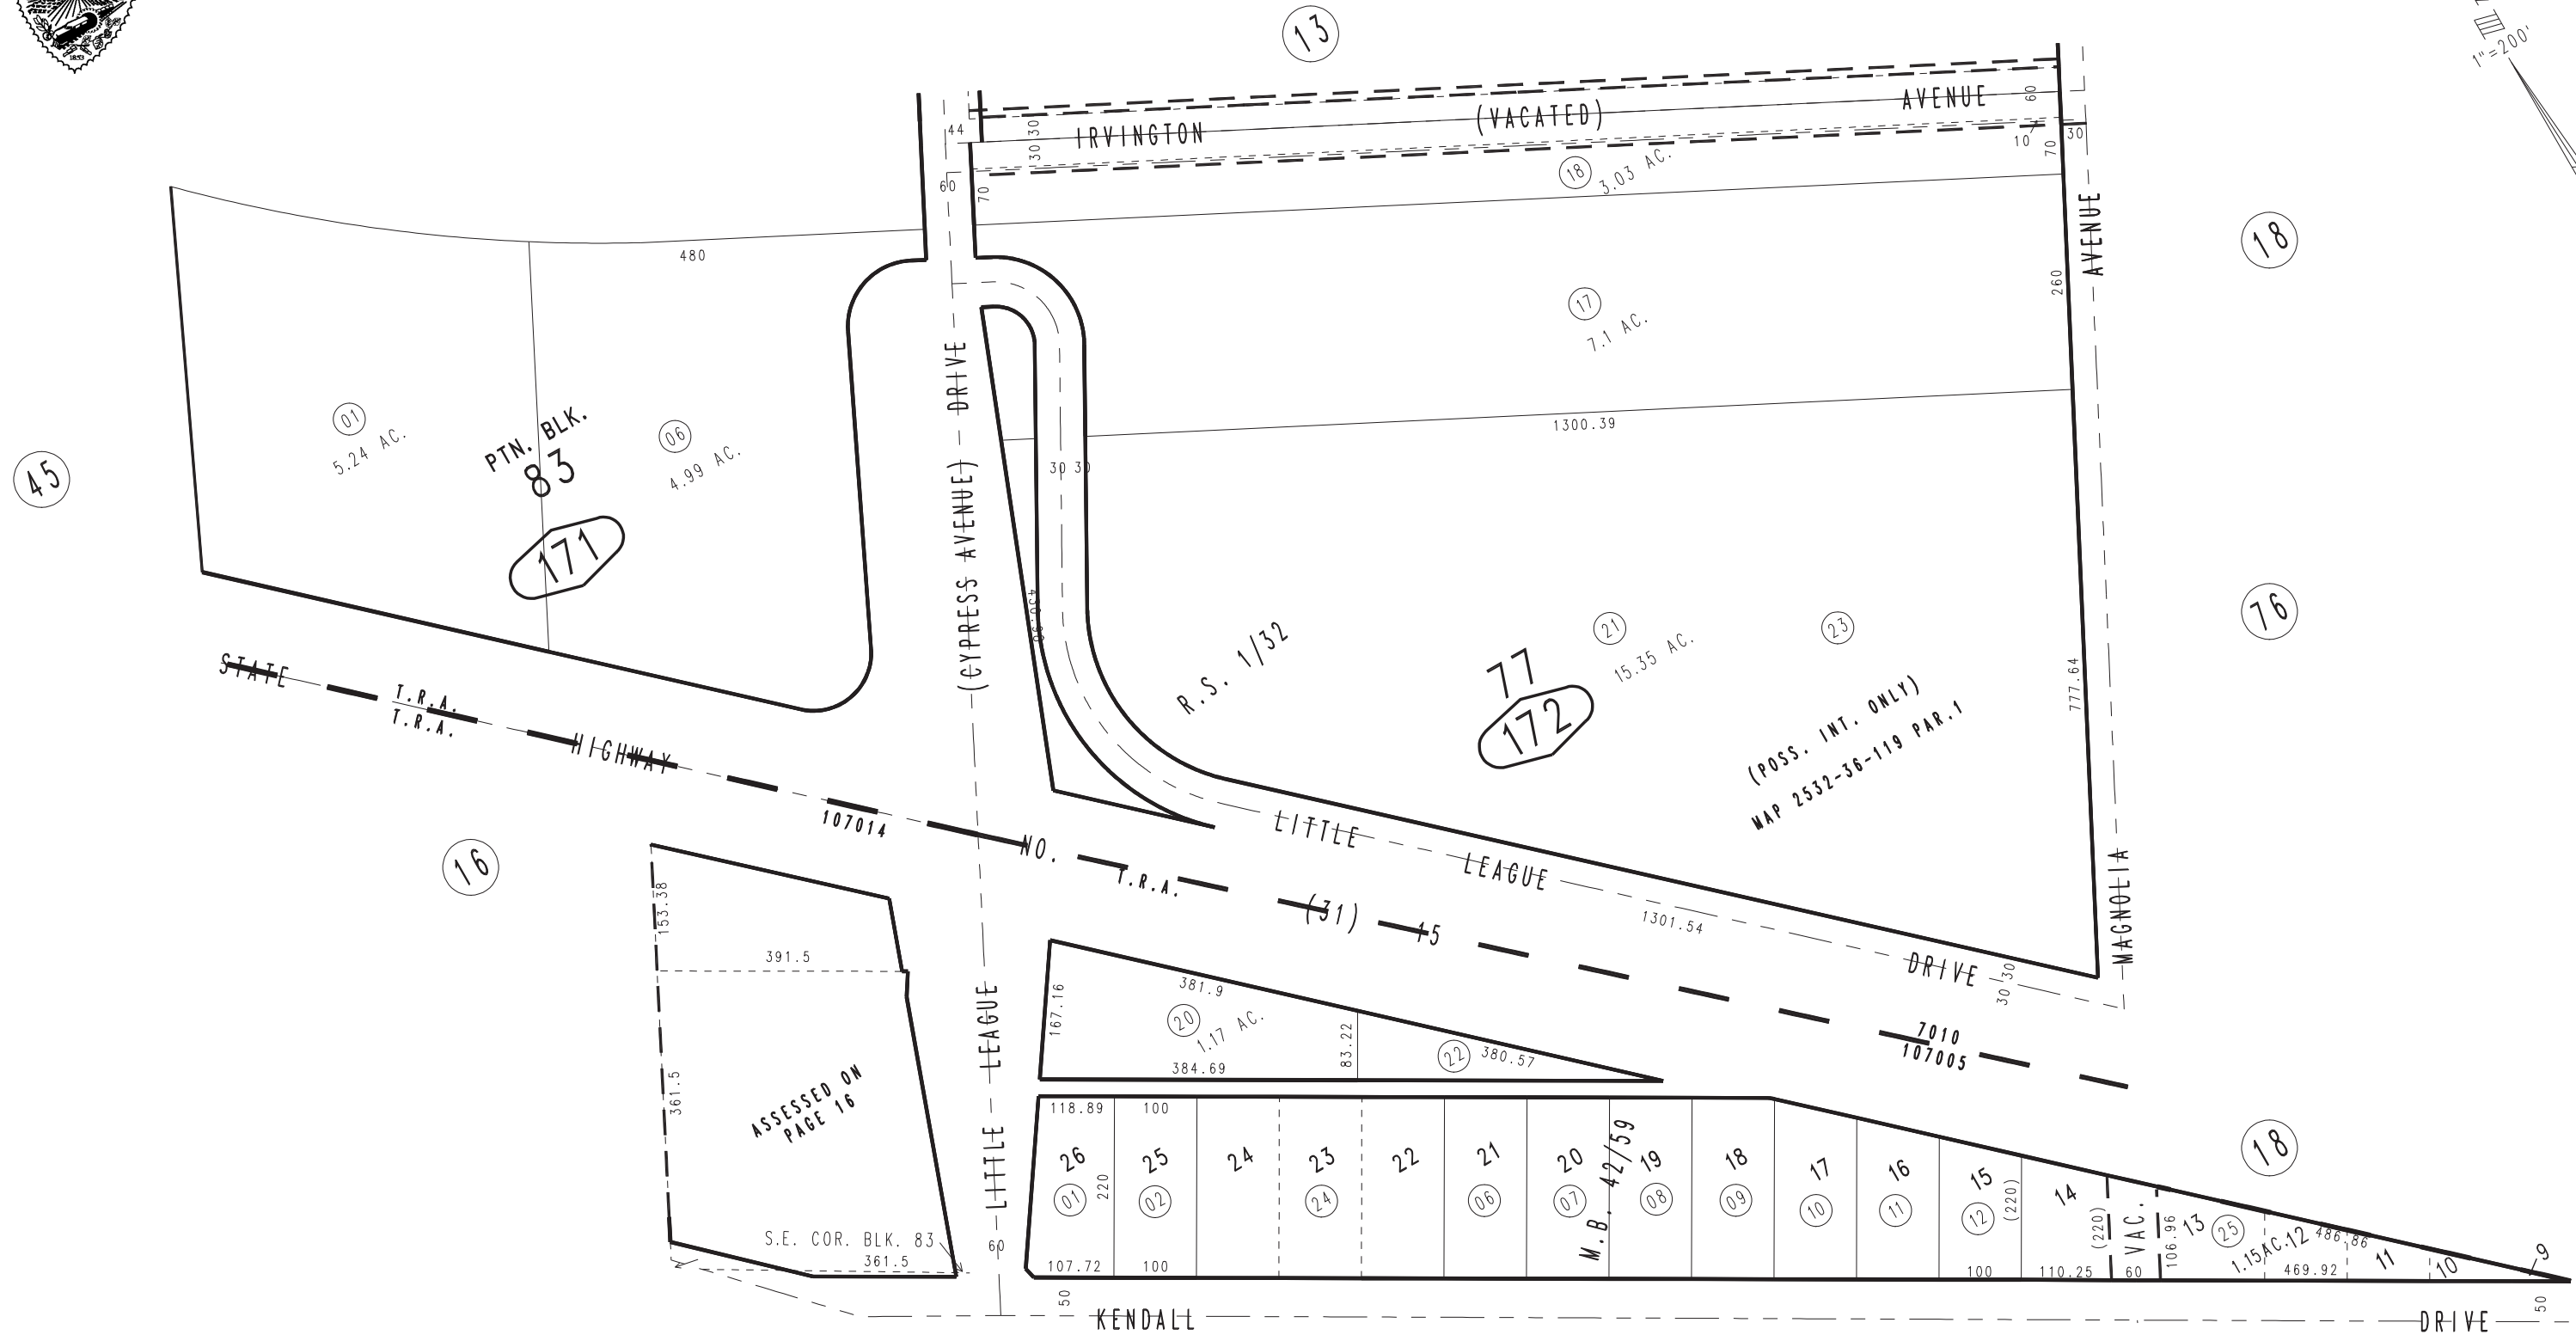 1853
13
1"=200'
44
30 30
IRVINGTON
(VACATED)
AVENUE
60
30
10'
70
60
70
18
3.03 AC.
480
AVENUE
18
260
17
7.1 AC.
DRIVE
1300.39
01
5.24 AC.
PTN. BLK.
83
06
4.99 AC.
171
45
30 30
(CYPRESS AVENUE)
R.S. 1/32
77
172
21
15.35 AC.
23
76
777.64
(POSS. INT. ONLY)
MAP 2532-36-119 PAR.1
STATE
T.R.A.
T.R.A.
HIGHWAY
107014
NO.
T.R.A.
(31)
15
LITTLE
LEAGUE
1301.54
DRIVE
30 30
MAGNOLIA
7010
107005
16
153.38
391.5
361.5
ASSESSED ON
PAGE 16
S.E. COR. BLK. 83
361.5
LITTLE LEAGUE
60
167.16
381.9
20
1.17 AC.
384.69
83.22
22
380.57
118.89
100
26
25
24
23
22
21
20
19
18
17
16
15
14
13
12
11
10
9
01
220
02
24
06
07
08
09
10
11
12
(220)
(220)
VAC.
106.96
25
1.15AC.
486.86
M.B. 42/59
18
107.72
100
100
110.25
60
469.92
50
KENDALL
DRIVE
50